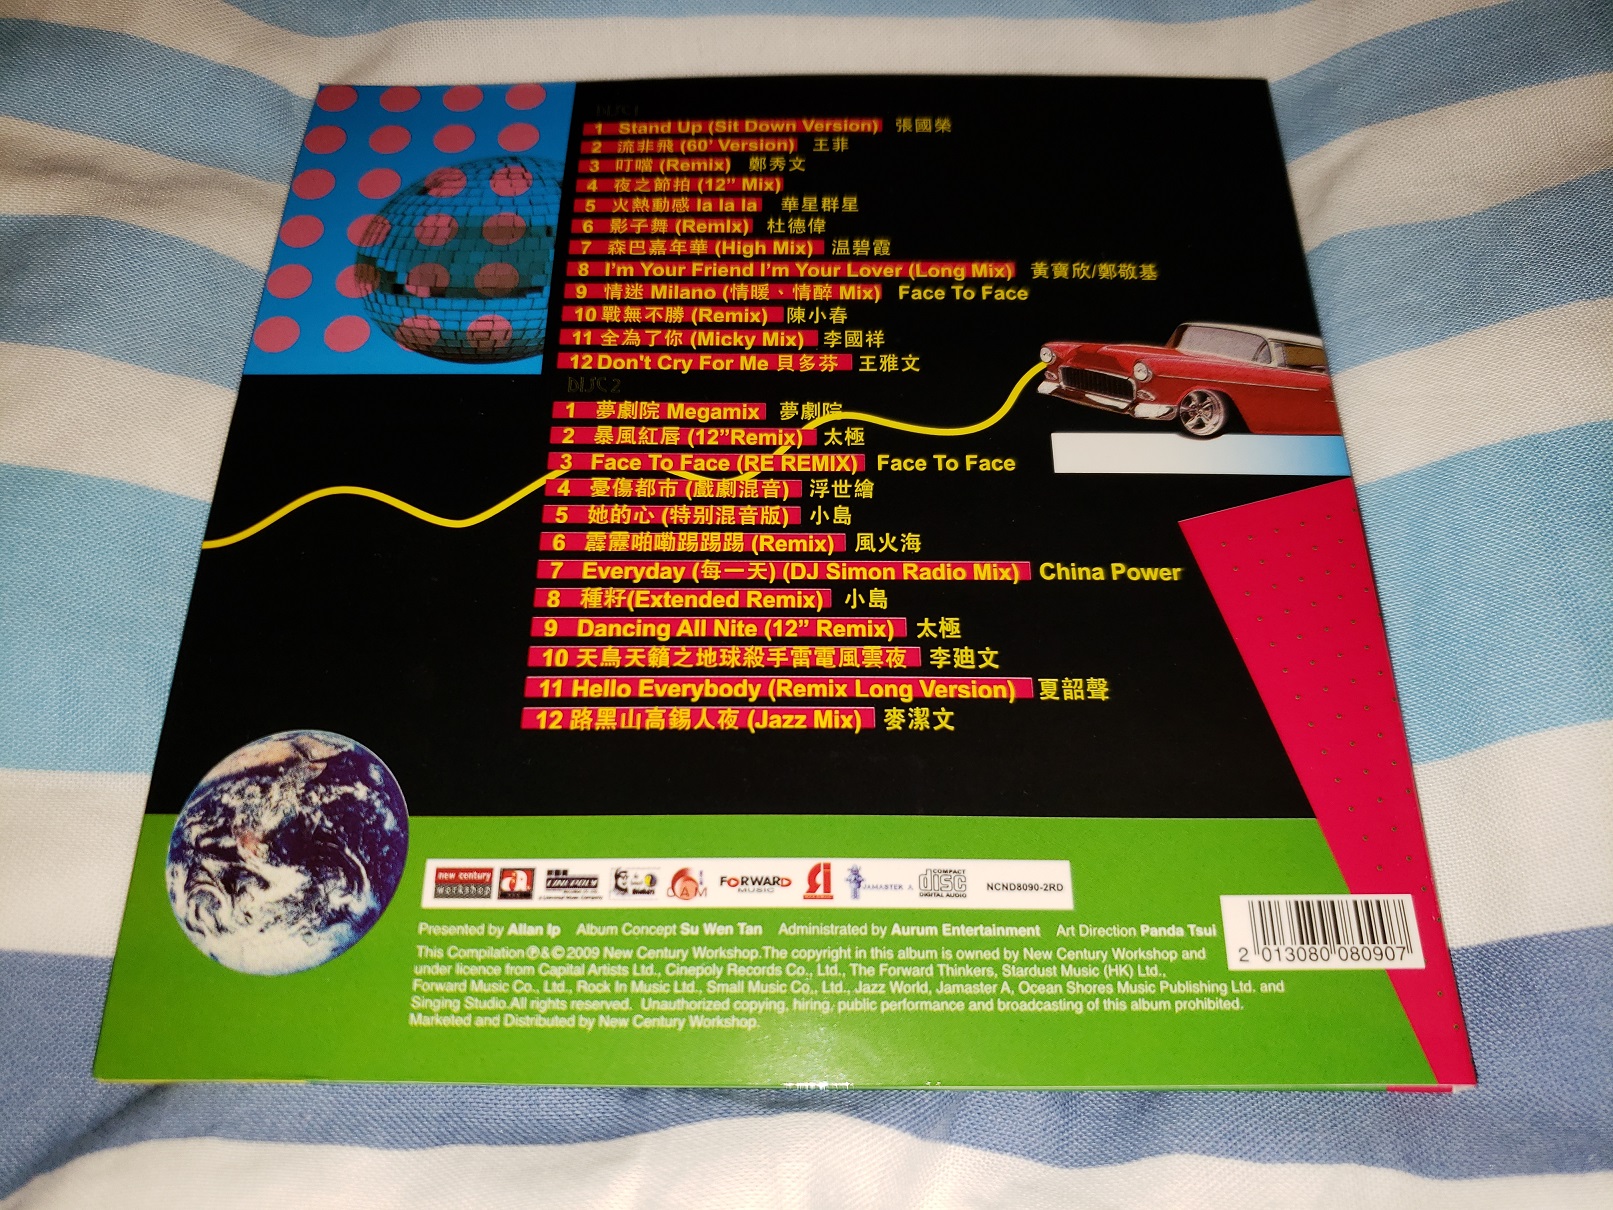 DISC 1
1 Stand Up (Sit Down Version) 張國榮
2 流非飛 (60' Version) 王菲
3 叮噹 (Remix) 鄭秀文
4 夜之節拍 (12” Mix)
5 火熱動感 la la la 華星群星
6 影子舞 (Remix) 杜德偉
7 森巴嘉年華 (High Mix) 温碧霞
8 I'm Your Friend I'm Your Lover (Long Mix) 黃寶欣/鄭敬基
9 情迷 Milano (情暖、情醉 Mix) Face To Face
10 戰無不勝 (Remix) 陳小春
11 全為了你 (Micky Mix) 李國祥
12 Don't Cry For Me 貝多芬 王雅文
DISC 2
1 夢劇院 Megamix 夢劇院
2 暴風紅唇 (12”Remix) 太極
3 Face To Face (RE REMIX) Face To Face
4 憂傷都市 (戲劇混音) 浮世繪
5 她的心 (特別混音版) 小島
6 霹靂啪嘞踢踢踢 (Remix) 風火海
7 Everyday (每一天) (DJ Simon Radio Mix) China Power
8 種籽(Extended Remix) 小島
9 Dancing All Nite (12” Remix) 太極
10 天鳥天籟之地球殺手雷電風雲夜 李廸文
11 Hello Everybody (Remix Long Version) 夏韶聲
12 路黑山高錫人夜 (Jazz Mix) 麥潔文
new century workshop CINEPOLY FORWARD MUSIC JAMASTER A COMPACT disc DIGITAL AUDIO NCND8090-2RD
Presented by Allan Ip Album Concept Su Wen Tan Administrated by Aurum Entertainment Art Direction Panda Tsui
2 013080 080907
This Compilation Ⓟ&© 2009 New Century Workshop.The copyright in this album is owned by New Century Workshop and
under licence from Capital Artists Ltd., Cinepoly Records Co., Ltd., The Forward Thinkers, Stardust Music (HK) Ltd.,
Forward Music Co., Ltd., Rock In Music Ltd., Small Music Co,. Ltd., Jazz World, Jamaster A, Ocean Shores Music Publishing Ltd. and
Singing Studio.All rights reserved. Unauthorized copying, hiring, public performance and broadcasting of this album prohibited.
Marketed and Distributed by New Century Workshop.